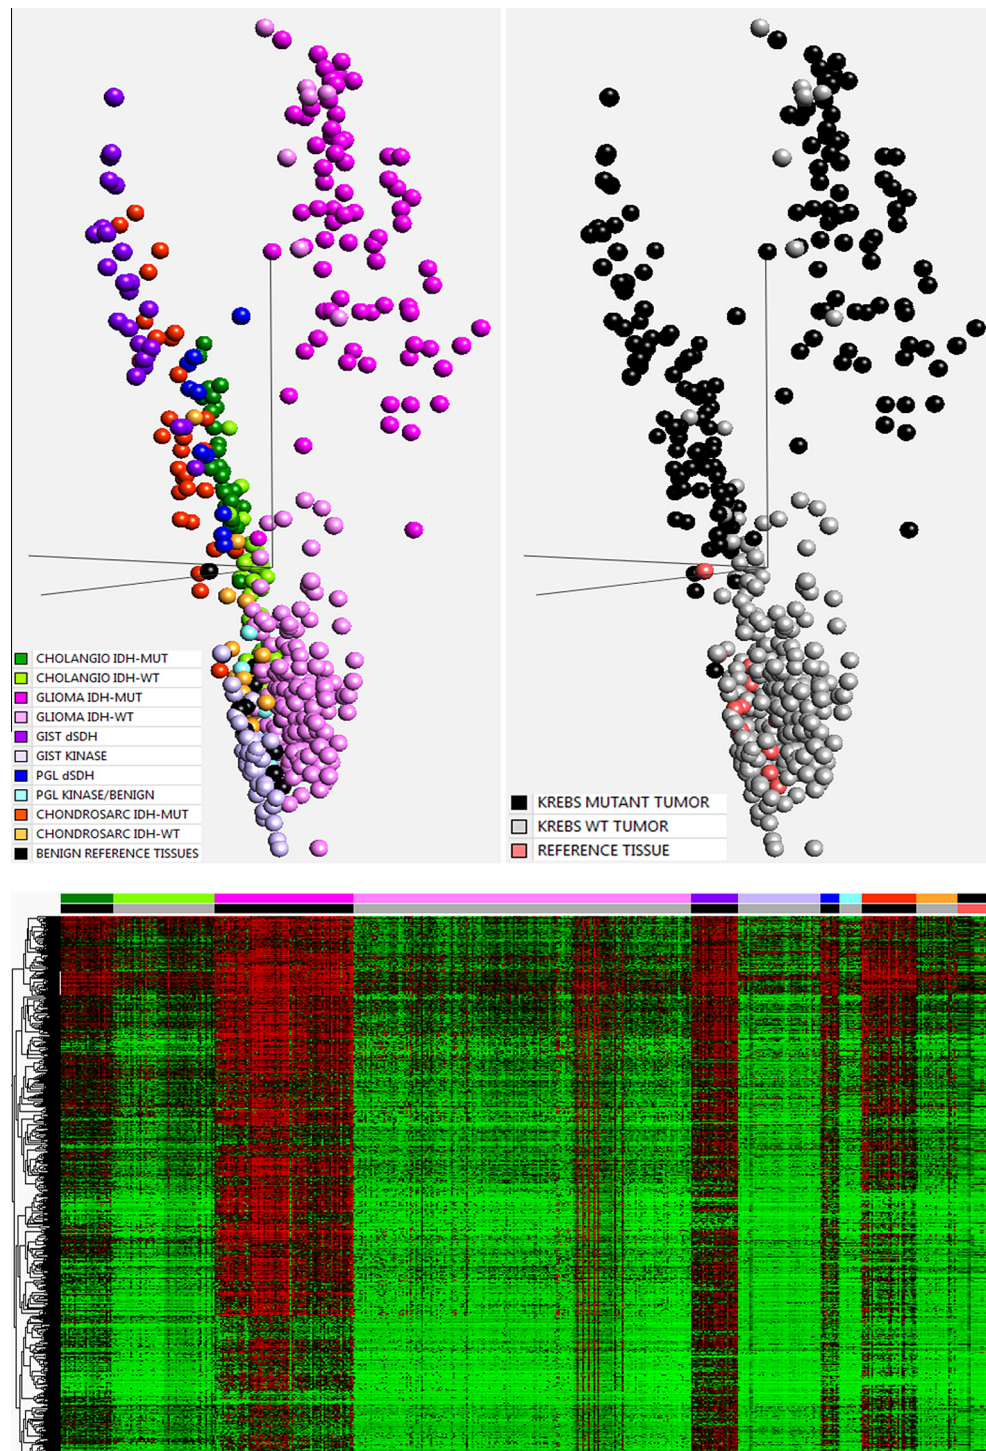 CHOLANGIO IDH-MUT
CHOLANGIO IDH-WT
GLIOMA IDH-MUT
GLIOMA IDH-WT
GIST dSDH
GIST KINASE
PGL dSDH
PGL KINASE/BENIGN
CHONDROSARC IDH-MUT
CHONDROSARC IDH-WT
BENIGN REFERENCE TISSUES
KREBS MUTANT TUMOR
KREBS WT TUMOR
REFERENCE TISSUE